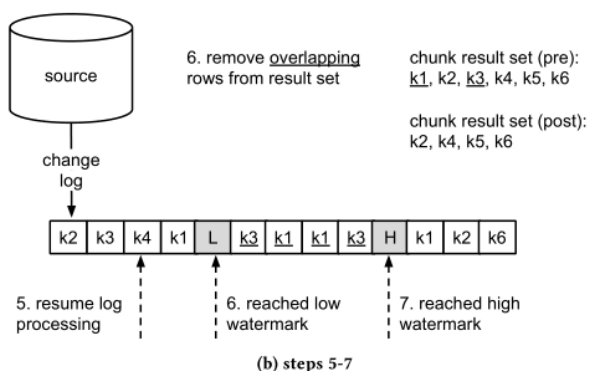 source
6. remove overlapping
rows from result set
chunk result set (pre):
k1, k2, k3, k4, k5, k6
chunk result set (post):
k2, k4, k5, k6
change
log
k2 k3 k4 k1 L k3 k1 k1 k3 H k1 k2 k6
5. resume log
processing
6. reached low
watermark
7. reached high
watermark
(b) steps 5-7